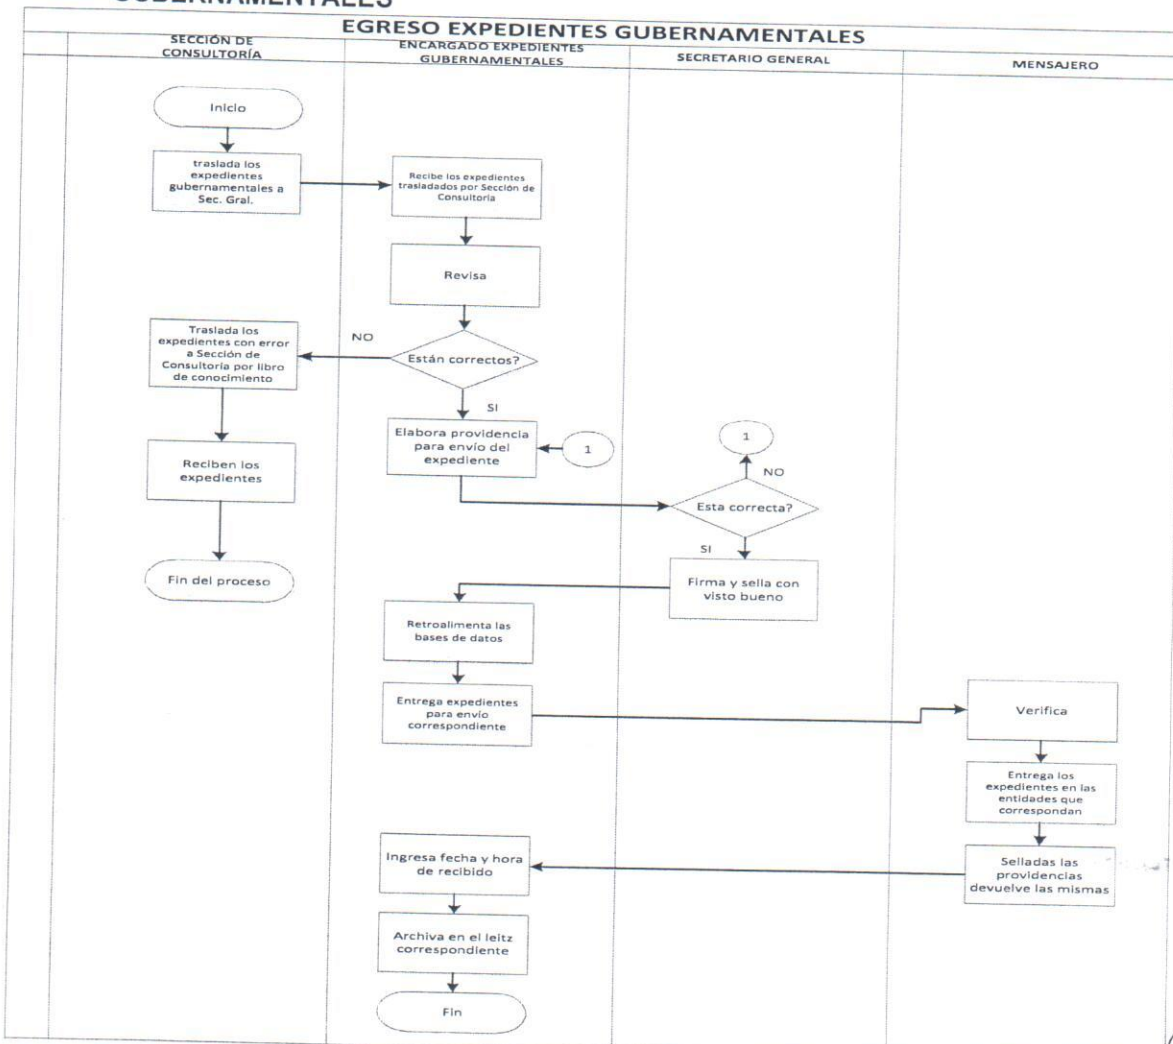 GUBERNAMENTALES
EGRESO EXPEDIENTES GUBERNAMENTALES
SECCIÓN DE
CONSULTORÍA
ENCARGADO EXPEDIENTES
GUBERNAMENTALES
SECRETARIO GENERAL
MENSAJERO
Inicio
traslada los
expedientes
gubernamentales a
Sec. Gral.
Recibe los expedientes
trasladados por Sección de
Consultoría
Revisa
Están correctos?
NO
Traslada los
expedientes con error
a Sección de
Consultoría por libro
de conocimiento
Reciben los
expedientes
Fin del proceso
SI
Elabora providencia
para envío del
expediente
1
1
NO
Esta correcta?
SI
Firma y sella con
visto bueno
Retroalimenta las
bases de datos
Entrega expedientes
para envío
correspondiente
Verifica
Entrega los
expedientes en las
entidades que
correspondan
Selladas las
providencias
devuelve las mismas
Ingresa fecha y hora
de recibido
Archiva en el leitz
correspondiente
Fin